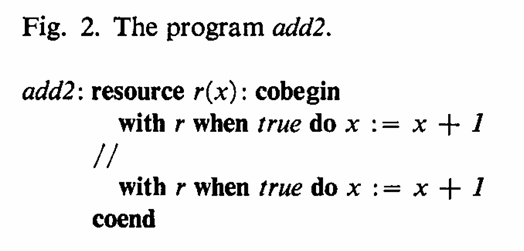 Fig. 2. The program add2.
add2: resource r(x): cobegin
with r when true do x := x + 1
//
with r when true do x := x + 1
coend